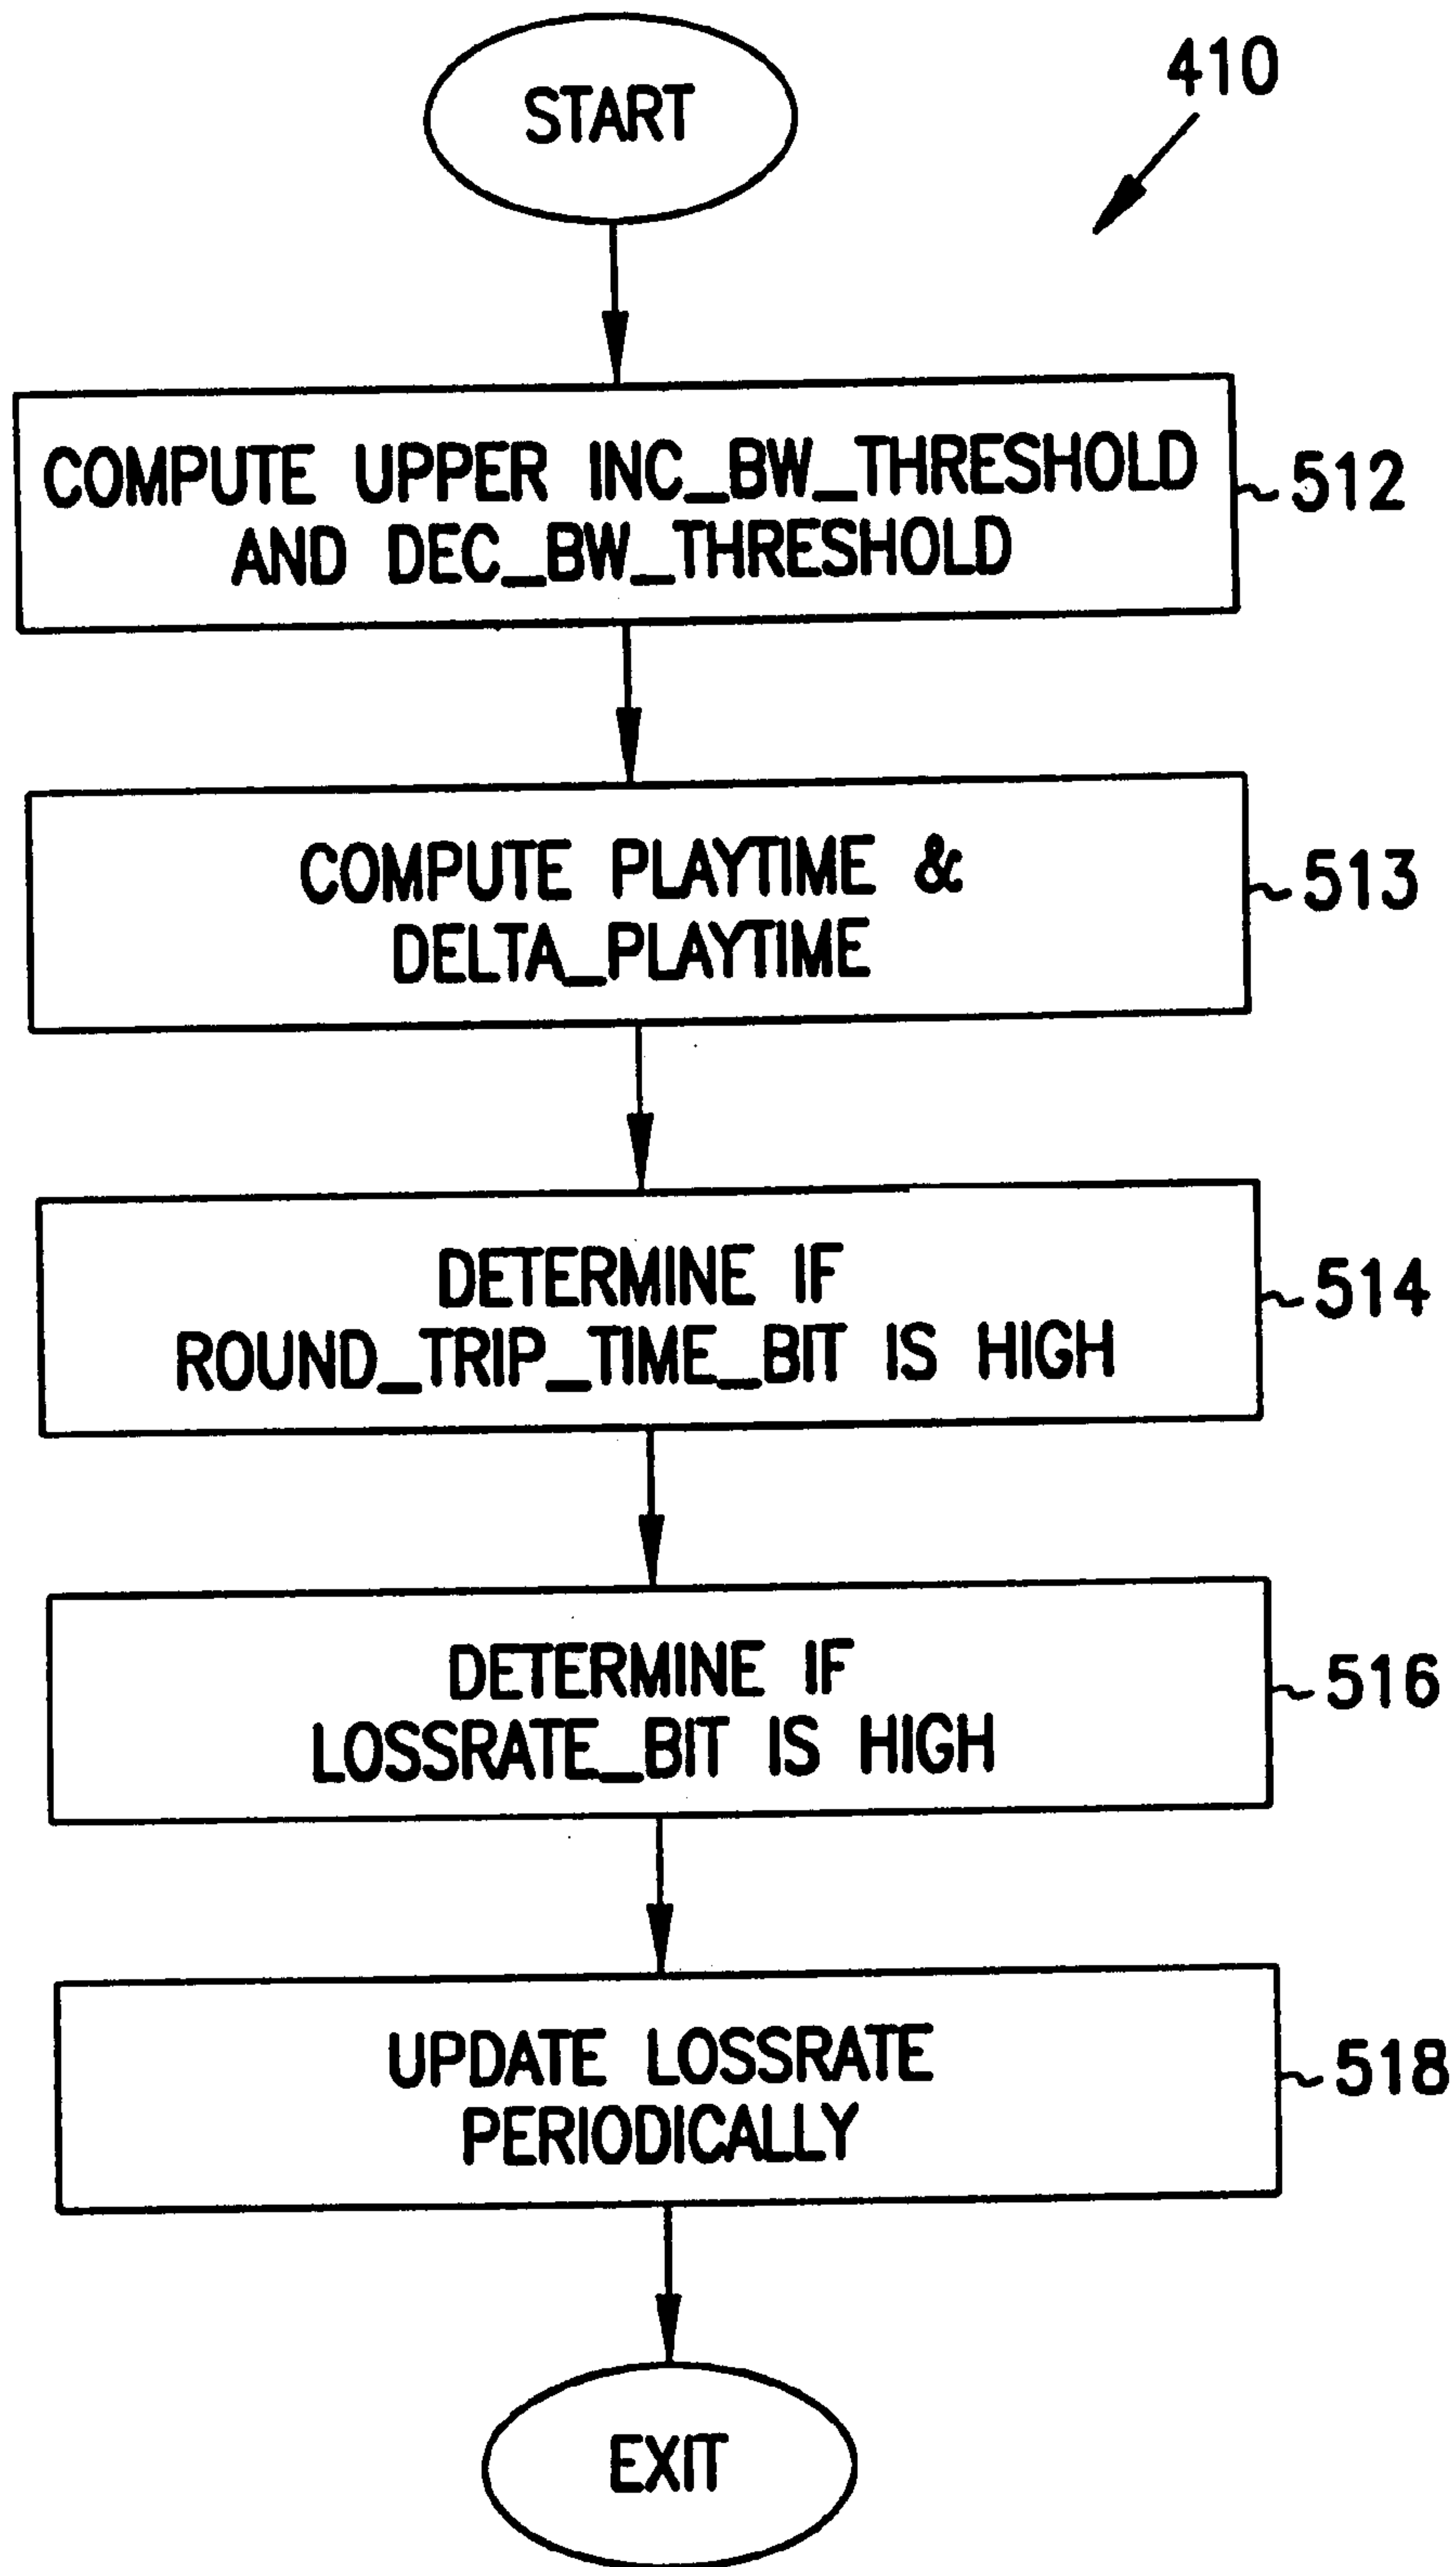 START
410
COMPUTE UPPER INC_BW_THRESHOLD
AND DEC_BW_THRESHOLD
512
COMPUTE PLAYTIME &
DELTA_PLAYTIME
513
DETERMINE IF
ROUND_TRIP_TIME_BIT IS HIGH
514
DETERMINE IF
LOSSRATE_BIT IS HIGH
516
UPDATE LOSSRATE
PERIODICALLY
518
EXIT